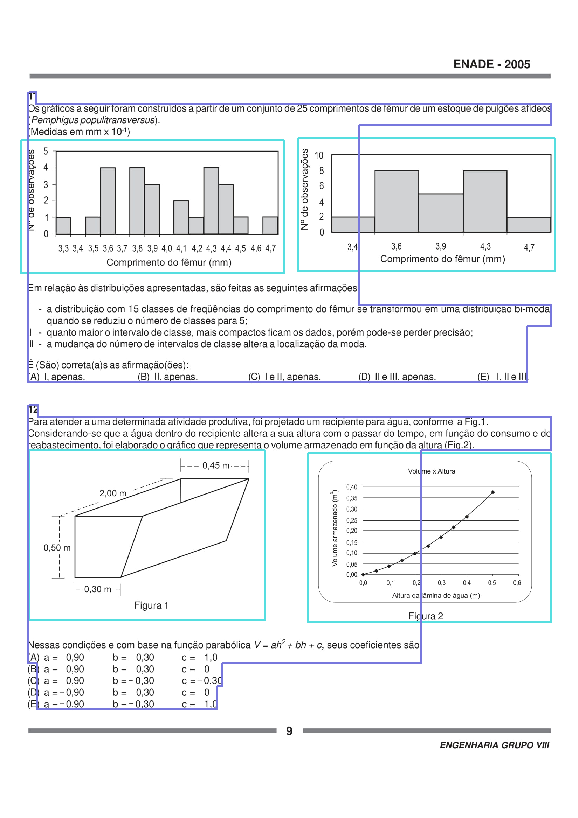 ENADE - 2005
11
Os gráficos a seguir foram construídos a partir de um conjunto de 25 comprimentos de fêmur de um estoque de pulgões afídeos
(Pemphigus populitransversus).
(Medidas em mm x 10-1)
Nº de observações
5
4
3
2
1
0
3,3 3,4 3,5 3,6 3,7 3,8 3,9 4,0 4,1 4,2 4,3 4,4 4,5 4,6 4,7
Comprimento do fêmur (mm)
Nº de observações
10
8
6
4
2
0
3,4 3,6 3,9 4,3 4,7
Comprimento do fêmur (mm)
Em relação às distribuições apresentadas, são feitas as seguintes afirmações
- a distribuição com 15 classes de freqüências do comprimento do fêmur se transformou em uma distribuição bi-modal
quando se reduziu o número de classes para 5;
II - quanto maior o intervalo de classe, mais compactos ficam os dados, porém pode-se perder precisão;
III - a mudança do número de intervalos de classe altera a localização da moda.
É (São) correta(a)s as afirmação(ões):
(A) I, apenas. (B) II, apenas. (C) I e II, apenas. (D) II e III, apenas. (E) I, II e III
12
Para atender a uma determinada atividade produtiva, foi projetado um recipiente para água, conforme a Fig.1.
Considerando-se que a água dentro do recipiente altera a sua altura com o passar do tempo, em função do consumo e do
reabastecimento, foi elaborado o gráfico que representa o volume armazenado em função da altura (Fig.2).
0,45 m
2,00 m
0,50 m
0,30 m
Figura 1
Volume x Altura
Volume armazenado (m3)
0,40
0,35
0,30
0,25
0,20
0,15
0,10
0,05
0,00
0,0 0,1 0,2 0,3 0,4 0,5 0,6
Altura da lâmina de água (m)
Figura 2
Nessas condições e com base na função parabólica V = ah2 + bh + c, seus coeficientes são
(A) a = 0,90 b = 0,30 c = 1,0
(B) a = 0,90 b = 0,30 c = 0
(C) a = 0,90 b = − 0,30 c = − 0,30
(D) a = − 0,90 b = 0,30 c = 0
(E) a = − 0,90 b = − 0,30 c = 1,0
9
ENGENHARIA GRUPO VIII